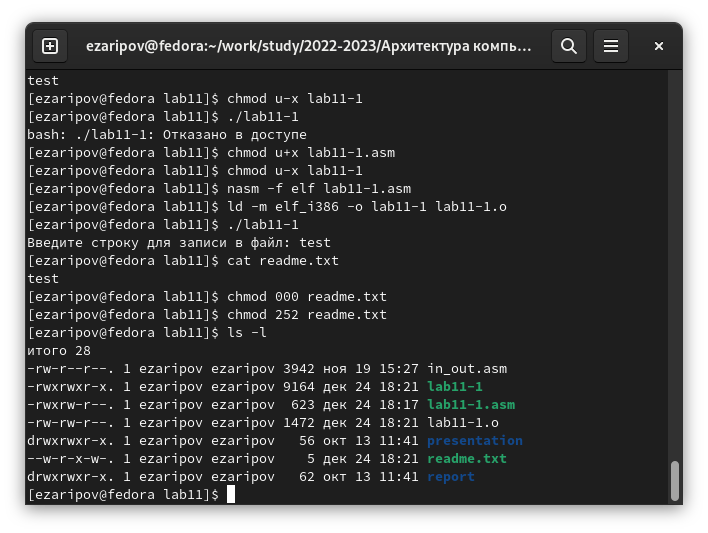 ezaripov@fedora:~/work/study/2022-2023/Архитектура компь…
test
[ezaripov@fedora lab11]$ chmod u-x lab11-1
[ezaripov@fedora lab11]$ ./lab11-1
bash: ./lab11-1: Отказано в доступе
[ezaripov@fedora lab11]$ chmod u+x lab11-1.asm
[ezaripov@fedora lab11]$ chmod u-x lab11-1
[ezaripov@fedora lab11]$ nasm -f elf lab11-1.asm
[ezaripov@fedora lab11]$ ld -m elf_i386 -o lab11-1 lab11-1.o
[ezaripov@fedora lab11]$ ./lab11-1
Введите строку для записи в файл: test
[ezaripov@fedora lab11]$ cat readme.txt
test
[ezaripov@fedora lab11]$ chmod 000 readme.txt
[ezaripov@fedora lab11]$ chmod 252 readme.txt
[ezaripov@fedora lab11]$ ls -l
итого 28
-rw-r--r--. 1 ezaripov ezaripov 3942 ноя 19 15:27 in_out.asm
-rwxrwxr-x. 1 ezaripov ezaripov 9164 дек 24 18:21 lab11-1
-rwxrw-r--. 1 ezaripov ezaripov  623 дек 24 18:17 lab11-1.asm
-rw-rw-r--. 1 ezaripov ezaripov 1472 дек 24 18:21 lab11-1.o
drwxrwxr-x. 1 ezaripov ezaripov   56 окт 13 11:41 presentation
--w-r-x-w-. 1 ezaripov ezaripov    5 дек 24 18:21 readme.txt
drwxrwxr-x. 1 ezaripov ezaripov   62 окт 13 11:41 report
[ezaripov@fedora lab11]$